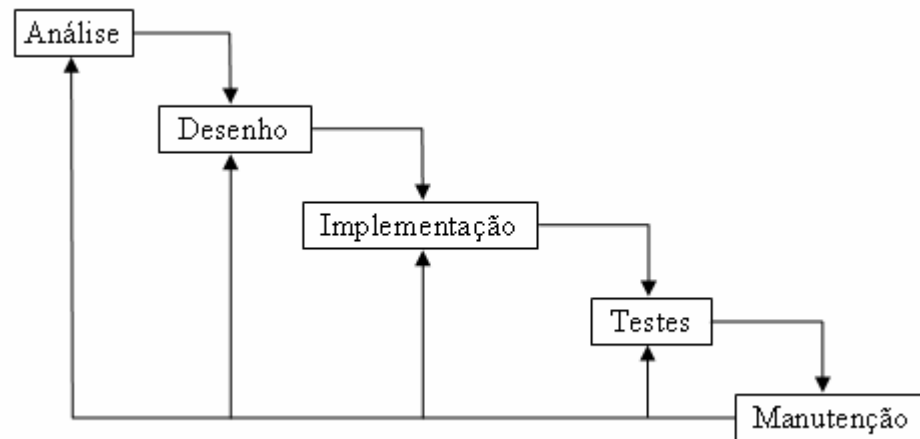 Análise
Desenho
Implementação
Testes
Manutenção